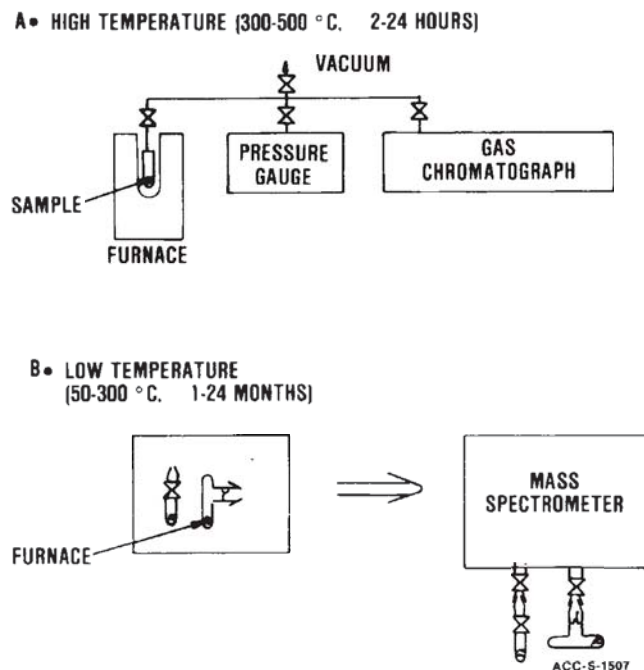 A• HIGH TEMPERATURE (300-500 °C. 2-24 HOURS)
VACUUM
PRESSURE
GAUGE
GAS
CHROMATOGRAPH
SAMPLE
FURNACE
B• LOW TEMPERATURE
(50-300 °C. 1-24 MONTHS)
MASS
SPECTROMETER
FURNACE
ACC-S-1507